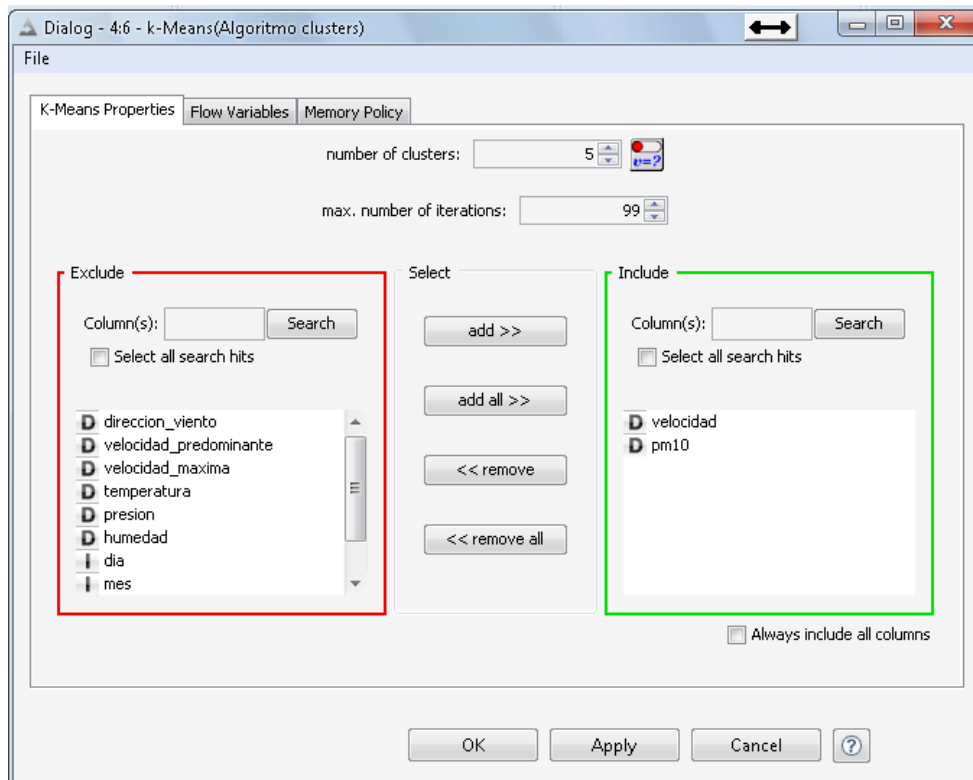 Dialog - 4:6 - k-Means(Algoritmo clusters)
File
K-Means Properties Flow Variables Memory Policy
number of clusters: 5 v=?
max. number of iterations: 99
Exclude
Column(s): Search
Select all search hits
D direccion_viento
D velocidad_predominante
D velocidad_maxima
D temperatura
D presion
D humedad
I dia
I mes
Select
add >>
add all >>
<< remove
<< remove all
Include
Column(s): Search
Select all search hits
D velocidad
D pm10
Always include all columns
OK Apply Cancel ?